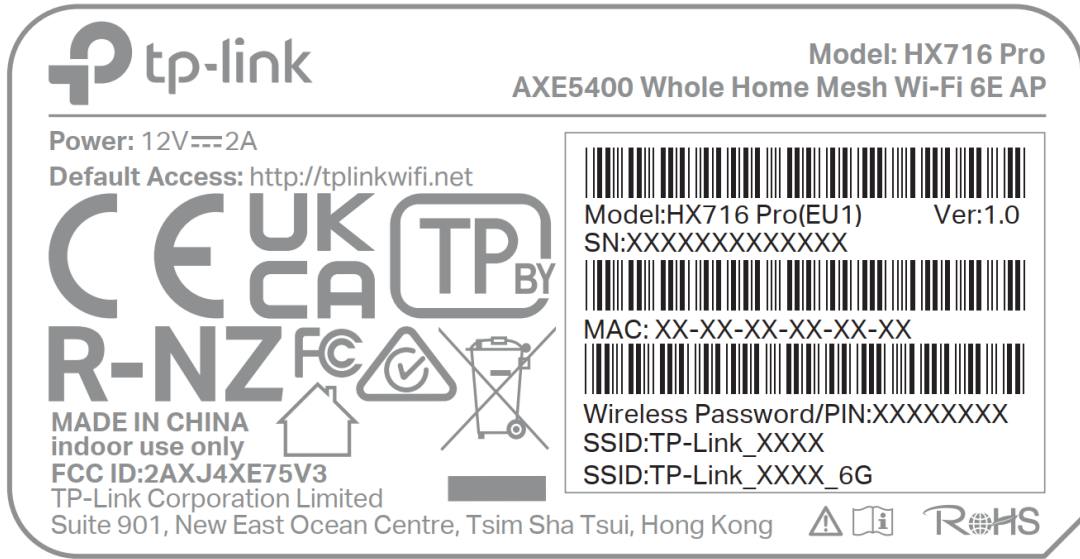 tp-link
Model: HX716 Pro
AXE5400 Whole Home Mesh Wi-Fi 6E AP
Power: 12V⎓2A
Default Access: http://tplinkwifi.net
CE
UK
CA
TP
BY
R-NZ
FC
MADE IN CHINA
indoor use only
FCC ID:2AXJ4XE75V3
TP-Link Corporation Limited
Suite 901, New East Ocean Centre, Tsim Sha Tsui, Hong Kong
Model:HX716 Pro(EU1) Ver:1.0
SN:XXXXXXXXXXXXX
MAC: XX-XX-XX-XX-XX-XX
Wireless Password/PIN:XXXXXXXX
SSID:TP-Link_XXXX
SSID:TP-Link_XXXX_6G
RoHS